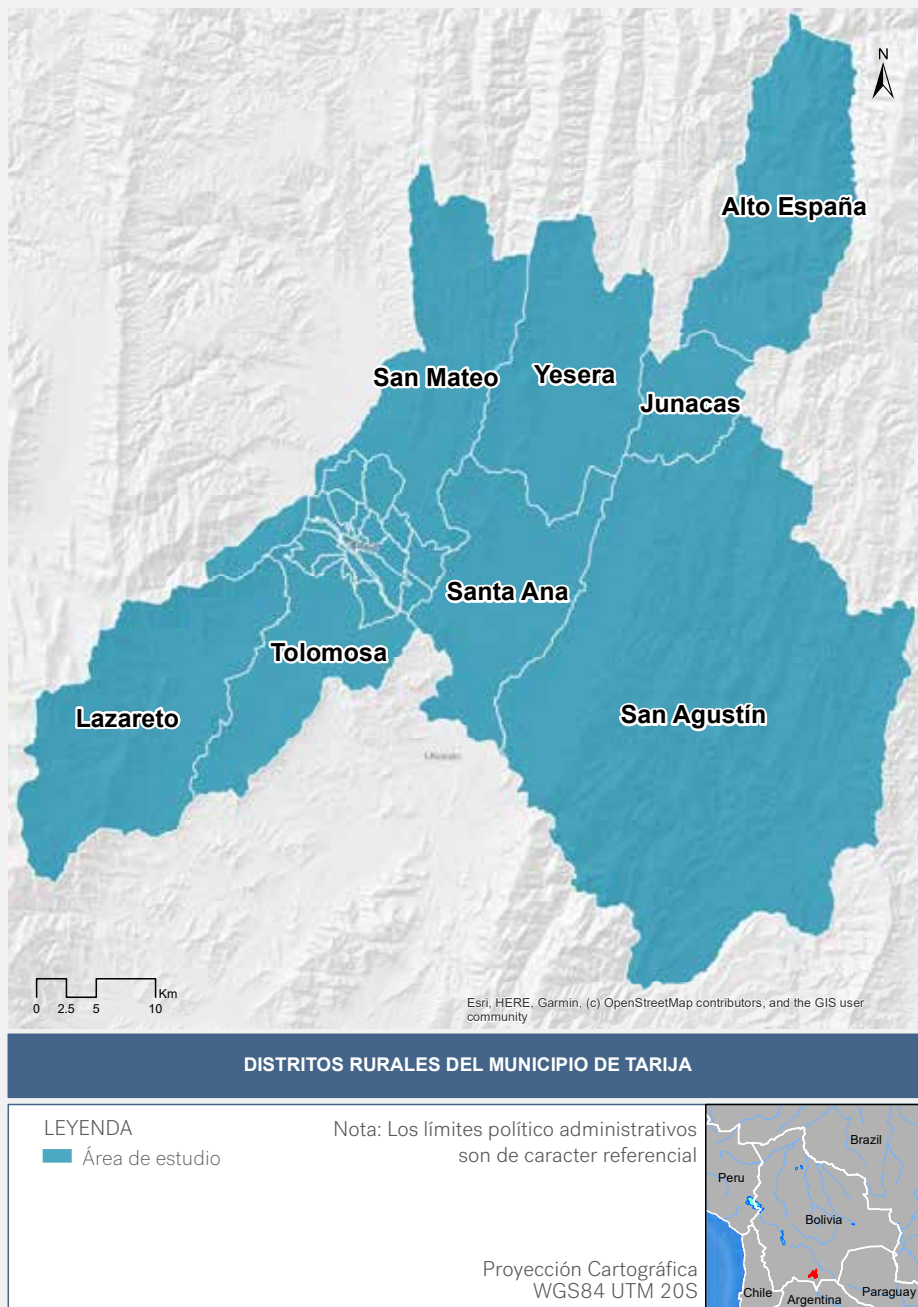 N
Alto España
San Mateo
Yesera
Junacas
Santa Ana
Tolomosa
Lazareto
San Agustín
Km
0 2.5 5 10
Esri, HERE, Garmin, (c) OpenStreetMap contributors, and the GIS user
community
DISTRITOS RURALES DEL MUNICIPIO DE TARIJA
LEYENDA
Área de estudio
Nota: Los límites político administrativos
son de caracter referencial
Proyección Cartográfica
WGS84 UTM 20S
Brazil
Peru
Bolivia
Chile
Argentina
Paraguay